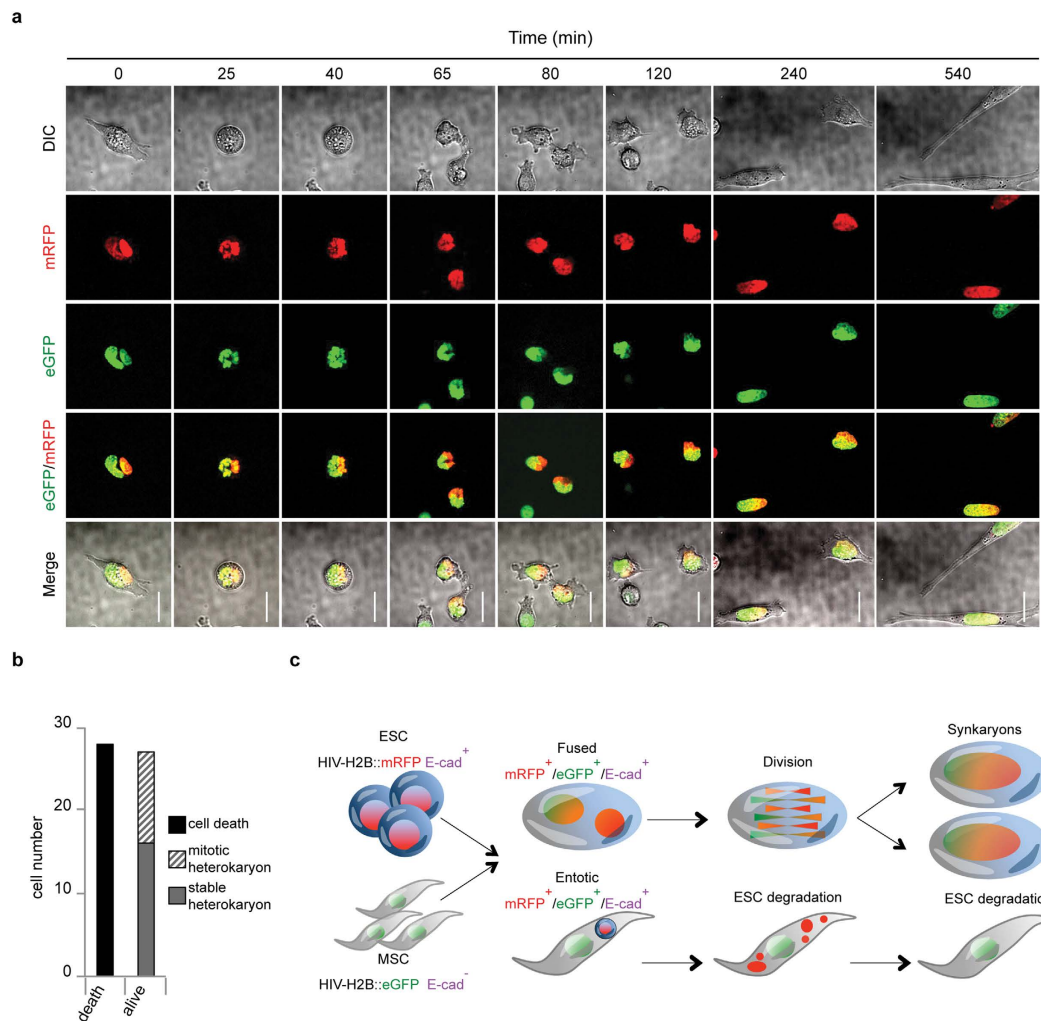 a
Time (min)
0 25 40 65 80 120 240 540
DIC
mRFP
eGFP
eGFP/mRFP
Merge
b
30
20
10
0
cell number
death
alive
cell death
mitotic
heterokaryon
stable
heterokaryon
c
ESC
HIV-H2B::mRFP E-cad+
MSC
HIV-H2B::eGFP E-cad-
Fused
mRFP+/eGFP+/E-cad+
Division
Synkaryons
Entotic
mRFP+/eGFP+/E-cad+
ESC degradation
ESC degradatio